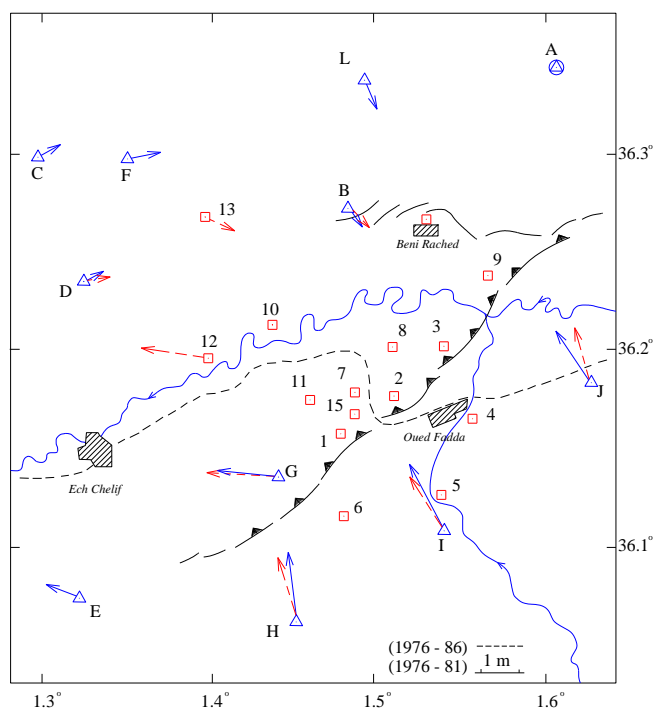 L
A
36.3°
C
F
B
13
Beni Rached
9
D
10
8
3
12
36.2°
7
11
2
J
15
4
Oued Fadda
1
G
5
Ech Chelif
6
I
36.1°
E
H
(1976 - 86)
(1976 - 81)
1 m
1.3°
1.4°
1.5°
1.6°